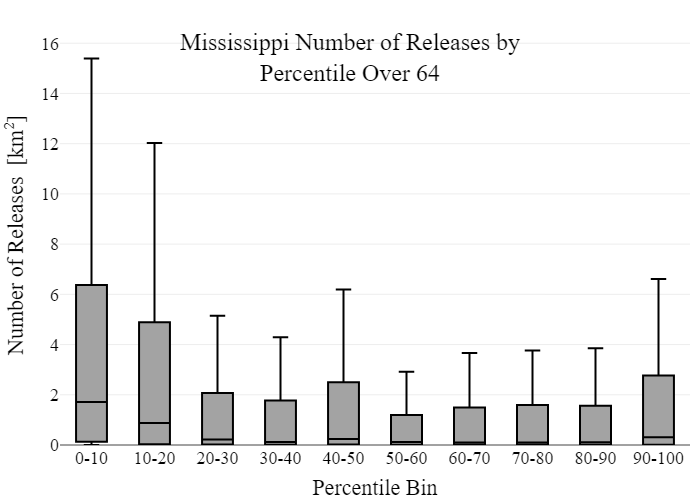 Mississippi Number of Releases by
Percentile Over 64
Number of Releases [km²]
16
14
12
10
8
6
4
2
0
0-10 10-20 20-30 30-40 40-50 50-60 60-70 70-80 80-90 90-100
Percentile Bin